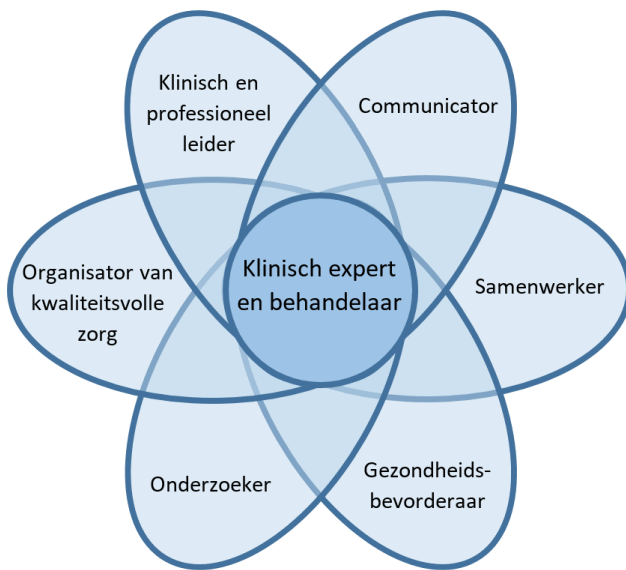 Klinisch en
professioneel
leider
Communicator
Organisator van
kwaliteitsvolle
zorg
Klinisch expert
en behandelaar
Samenwerker
Onderzoeker
Gezondheids-
bevorderaar